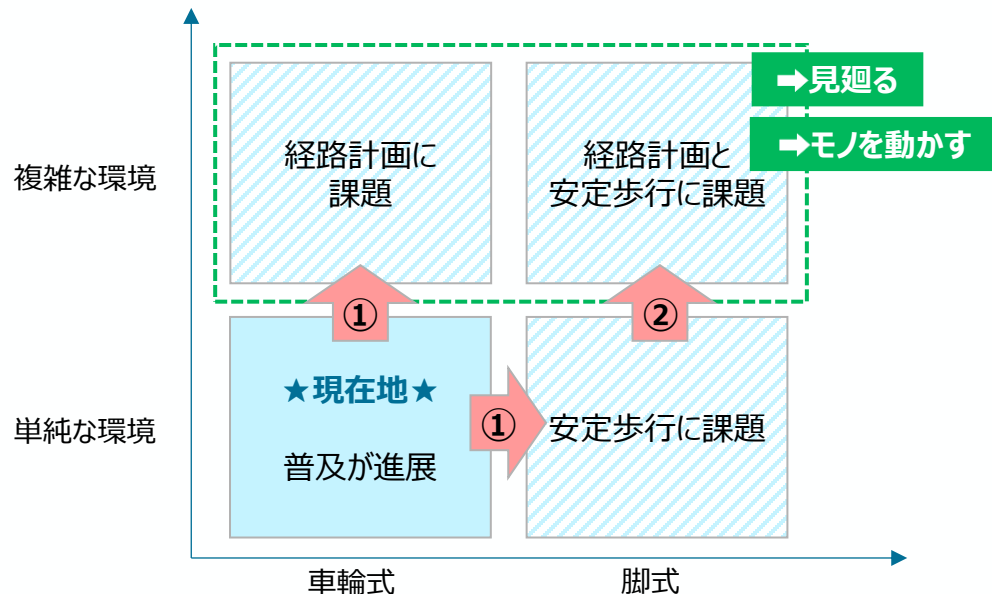 ➡見廻る
➡モノを動かす
複雑な環境
経路計画に
課題
経路計画と
安定歩行に課題
①
②
単純な環境
★現在地★
普及が進展
①
安定歩行に課題
車輪式
脚式